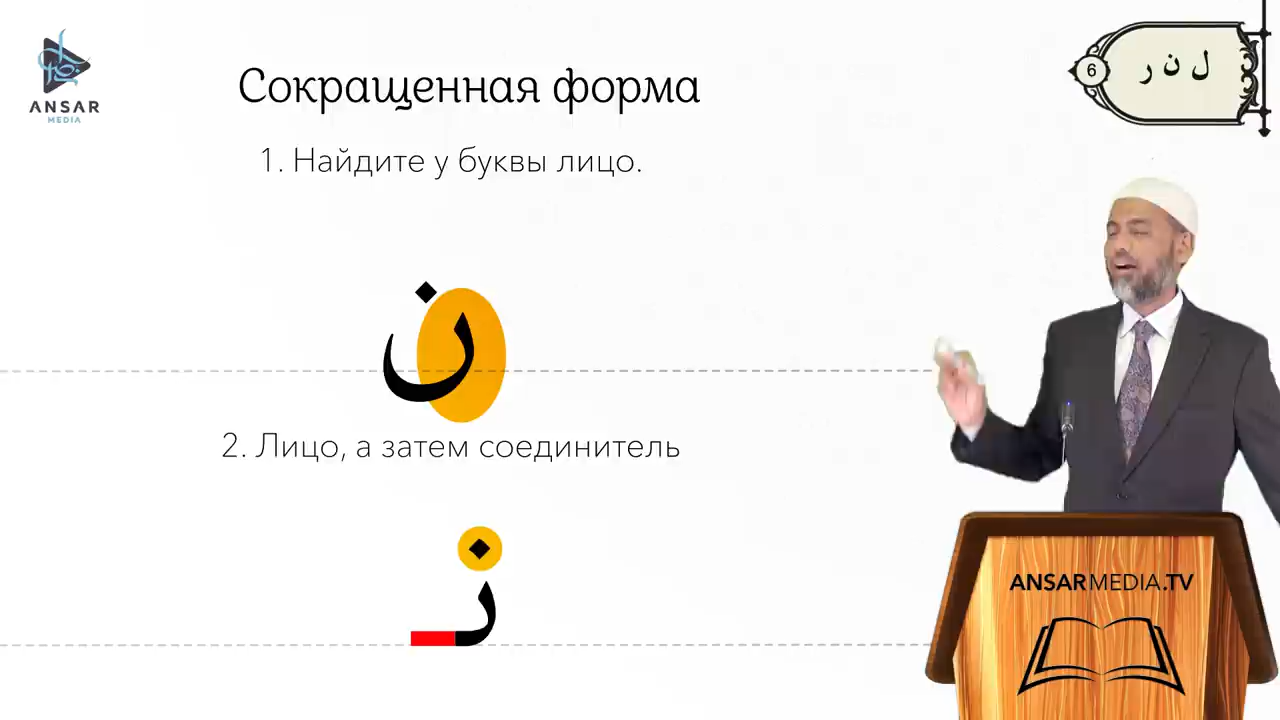 ANSAR
MEDIA
Сокращенная форма
6
ل ن ر
1. Найдите у буквы лицо.
ن
2. Лицо, а затем соединитель
نـ
ANSARMEDIA.TV